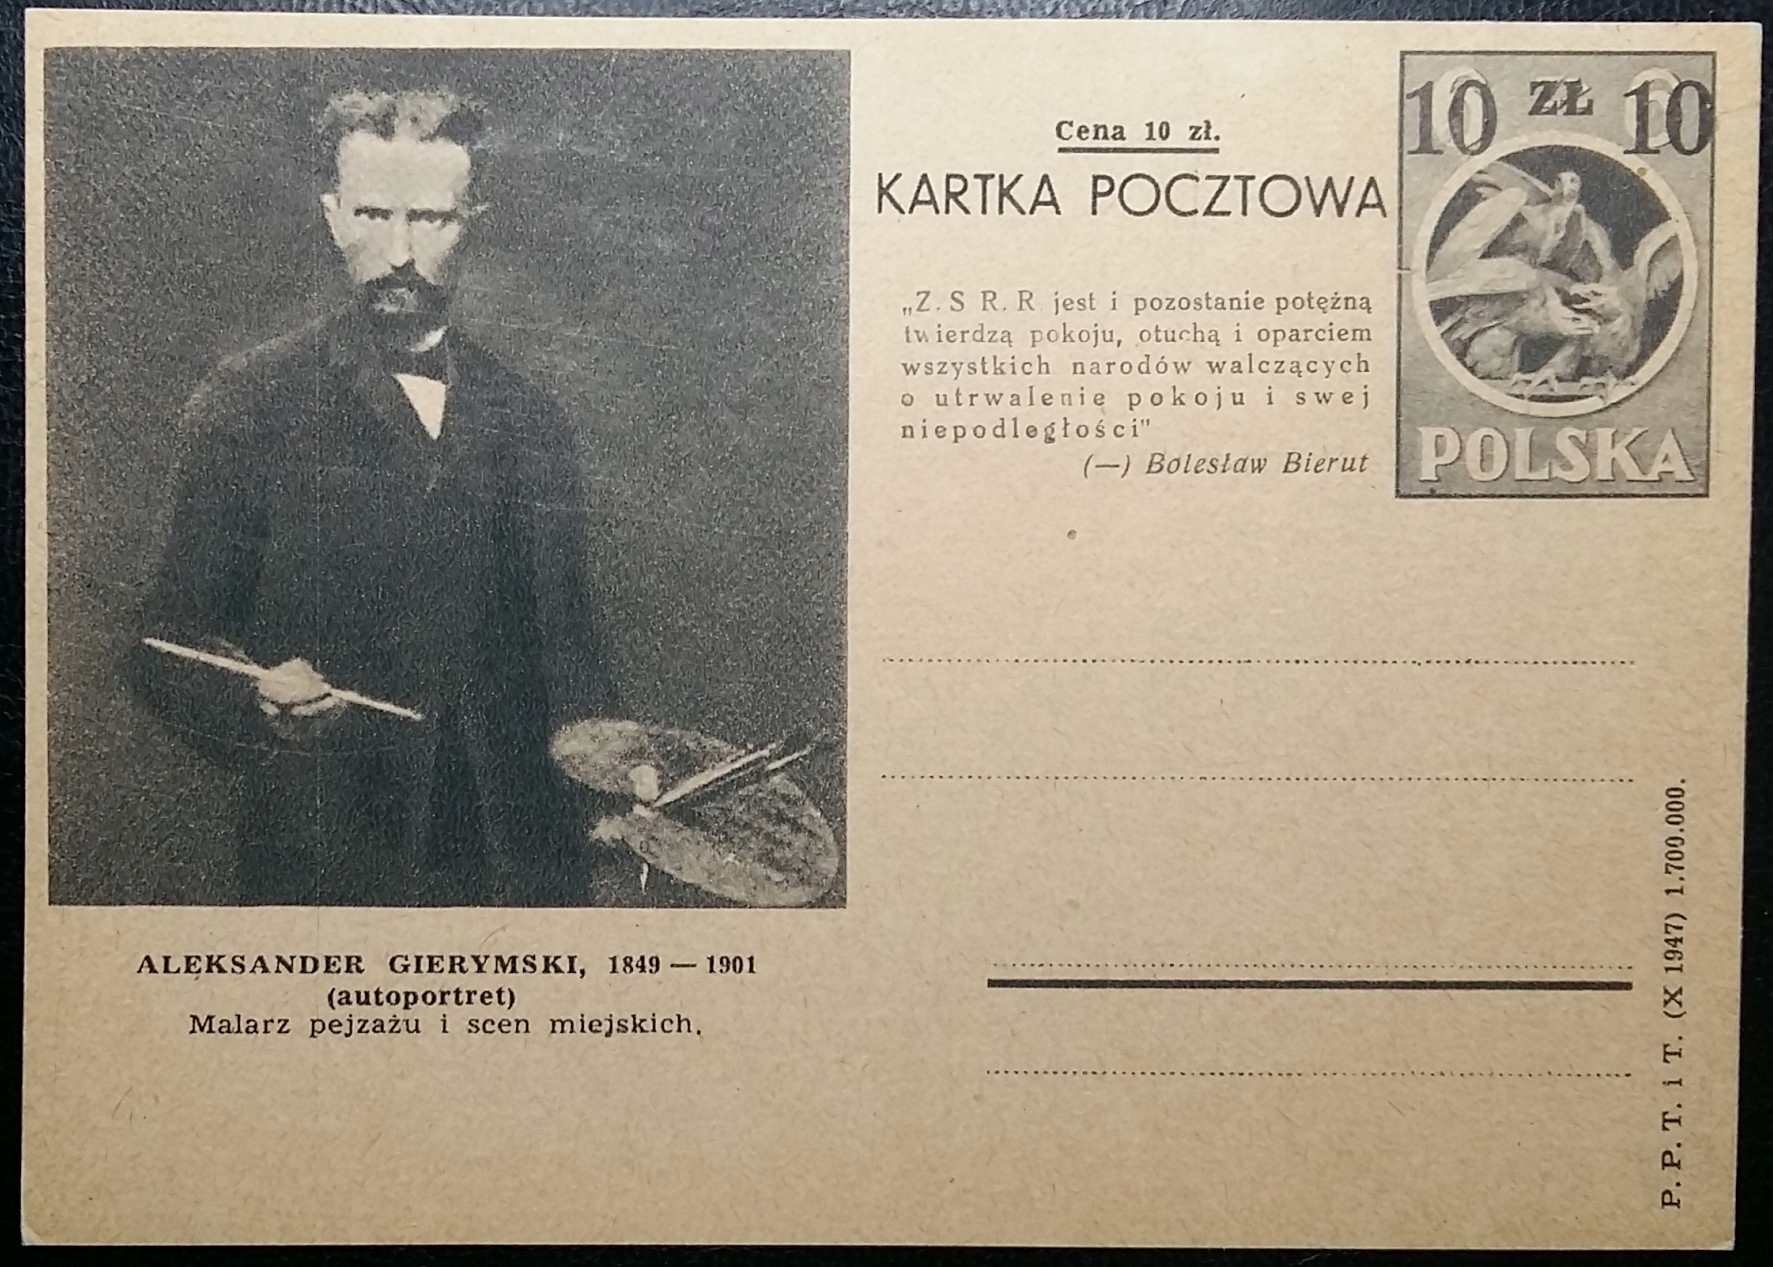 10 ZŁ 10
POLSKA
Cena 10 zł.
KARTKA POCZTOWA
„Z. S R. R jest i pozostanie potężną
twierdzą pokoju, otuchą i oparciem
wszystkich narodów walczących
o utrwalenie pokoju i swej
niepodległości"
(—) Bolesław Bierut
ALEKSANDER GIERYMSKI, 1849 — 1901
(autoportret)
Malarz pejzażu i scen miejskich.
P. P. T. i T. (X 1947) 1.700.000.